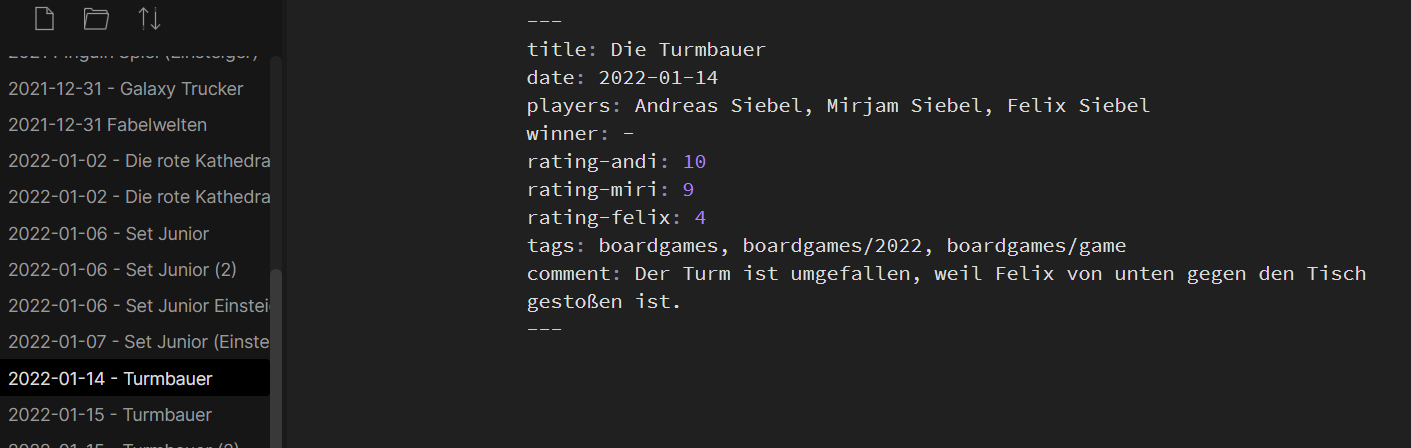 2021-12-31 - Galaxy Trucker
2021-12-31 Fabelwelten
2022-01-02 - Die rote Kathedra
2022-01-02 - Die rote Kathedra
2022-01-06 - Set Junior
2022-01-06 - Set Junior (2)
2022-01-06 - Set Junior Einstei
2022-01-07 - Set Junior (Einste
2022-01-14 - Turmbauer
2022-01-15 - Turmbauer
2022-01-15 - Turmbauer (2)
---
title: Die Turmbauer
date: 2022-01-14
players: Andreas Siebel, Mirjam Siebel, Felix Siebel
winner: -
rating-andi: 10
rating-miri: 9
rating-felix: 4
tags: boardgames, boardgames/2022, boardgames/game
comment: Der Turm ist umgefallen, weil Felix von unten gegen den Tisch
gestoßen ist.
---